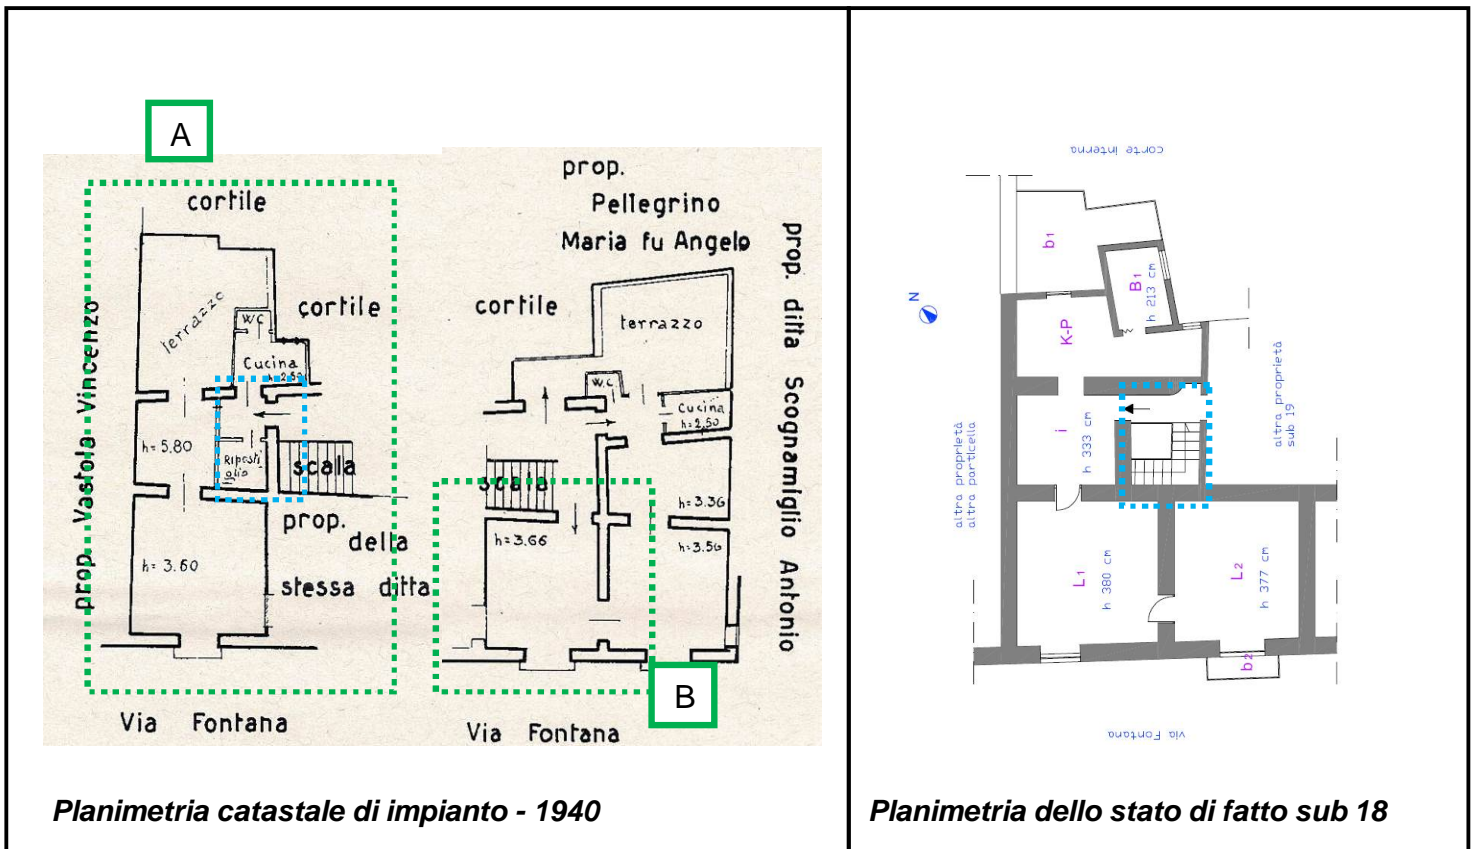 A
cortile
prop. Vastola Vincenzo
terrazzo
W.C
cortile
Cucina
h=2,50
h=5.80
Riposti
glio
scala
prop.
della
stessa ditta
h=3.60
Via Fontana
prop.
Pellegrino
Maria fu Angelo
prop. ditta Scognamiglio Antonio
cortile
terrazzo
W.C.
Cucina
h=2,50
scala
h=3.36
h=3.66
h=3.56
B
Via Fontana
Planimetria catastale di impianto - 1940
corte interna
N
b1
B1
h 213 cm
K-P
i
h 333 cm
altra proprietà
altra particella
altra proprietà
sub 19
L1
h 380 cm
L2
h 377 cm
b2
via Fontana
Planimetria dello stato di fatto sub 18